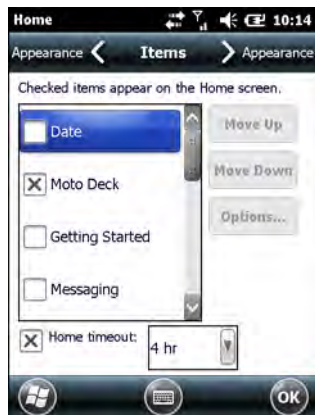 Home 10:14
Appearance Items Appearance
Checked items appear on the Home screen.
Date
Moto Deck
Getting Started
Messaging
Move Up
Move Down
Options...
Home timeout: 4 hr
OK